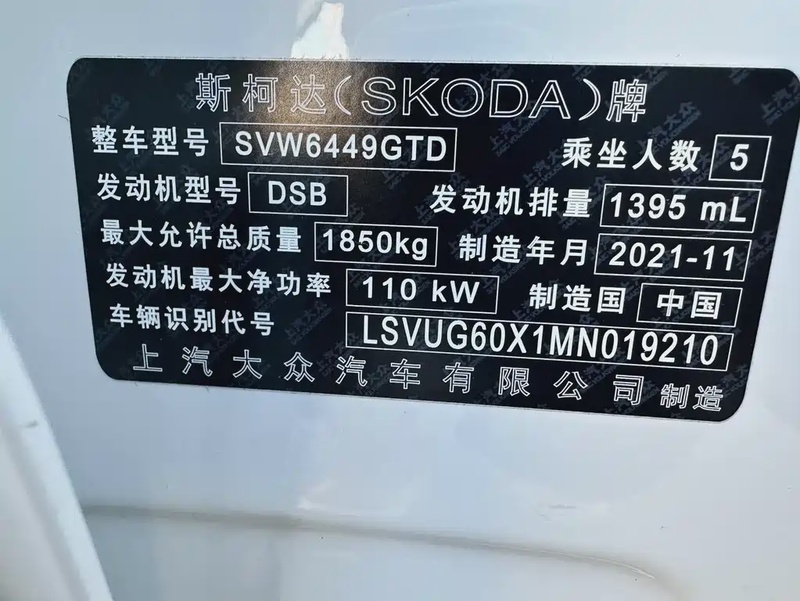 斯柯达(SKODA)牌
整车型号 SVW6449GTD 乘坐人数 5
发动机型号 DSB 发动机排量 1395 mL
最大允许总质量 1850kg 制造年月 2021-11
发动机最大净功率 110 kW 制造国 中国
车辆识别代号 LSVUG60X1MN019210
上汽大众汽车有限公司 制造